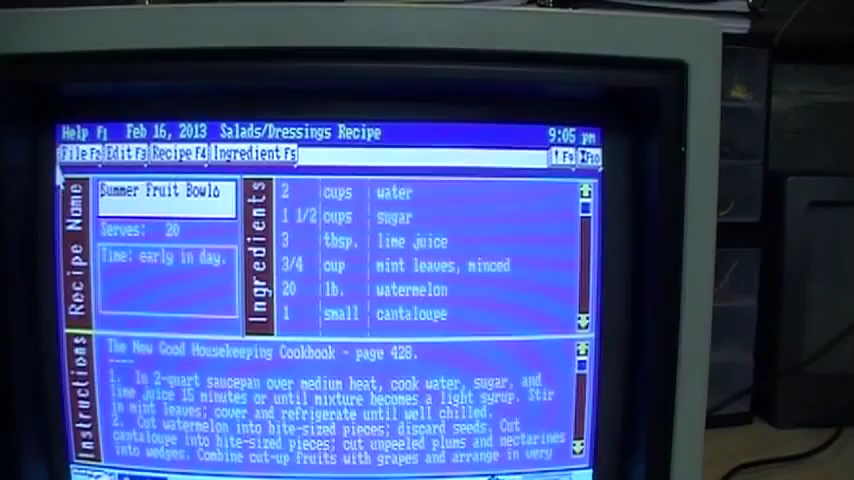 Help F1 Feb 16, 2013 Salads/Dressings Recipe 9:05 pm
File F2 Edit F3 Recipe F4 Ingredient F5 ! F9 F10
Recipe Name
Summer Fruit Bowl
Serves: 20
Time: early in day.
Ingredients
2 cups water
1 1/2 cups sugar
3 tbsp. lime juice
3/4 cup mint leaves, minced
20 lb. watermelon
1 small cantaloupe
Instructions
The New Good Housekeeping Cookbook - page 428.
----
1. In 2-quart saucepan over medium heat, cook water, sugar, and
lime juice 15 minutes or until mixture becomes a light syrup. Stir
in mint leaves; cover and refrigerate until well chilled.
2. Cut watermelon into bite-sized pieces; discard seeds. Cut
cantaloupe into bite-sized pieces; cut unpeeled plums and nectarines
into wedges. Combine cut-up fruits with grapes and arrange in very